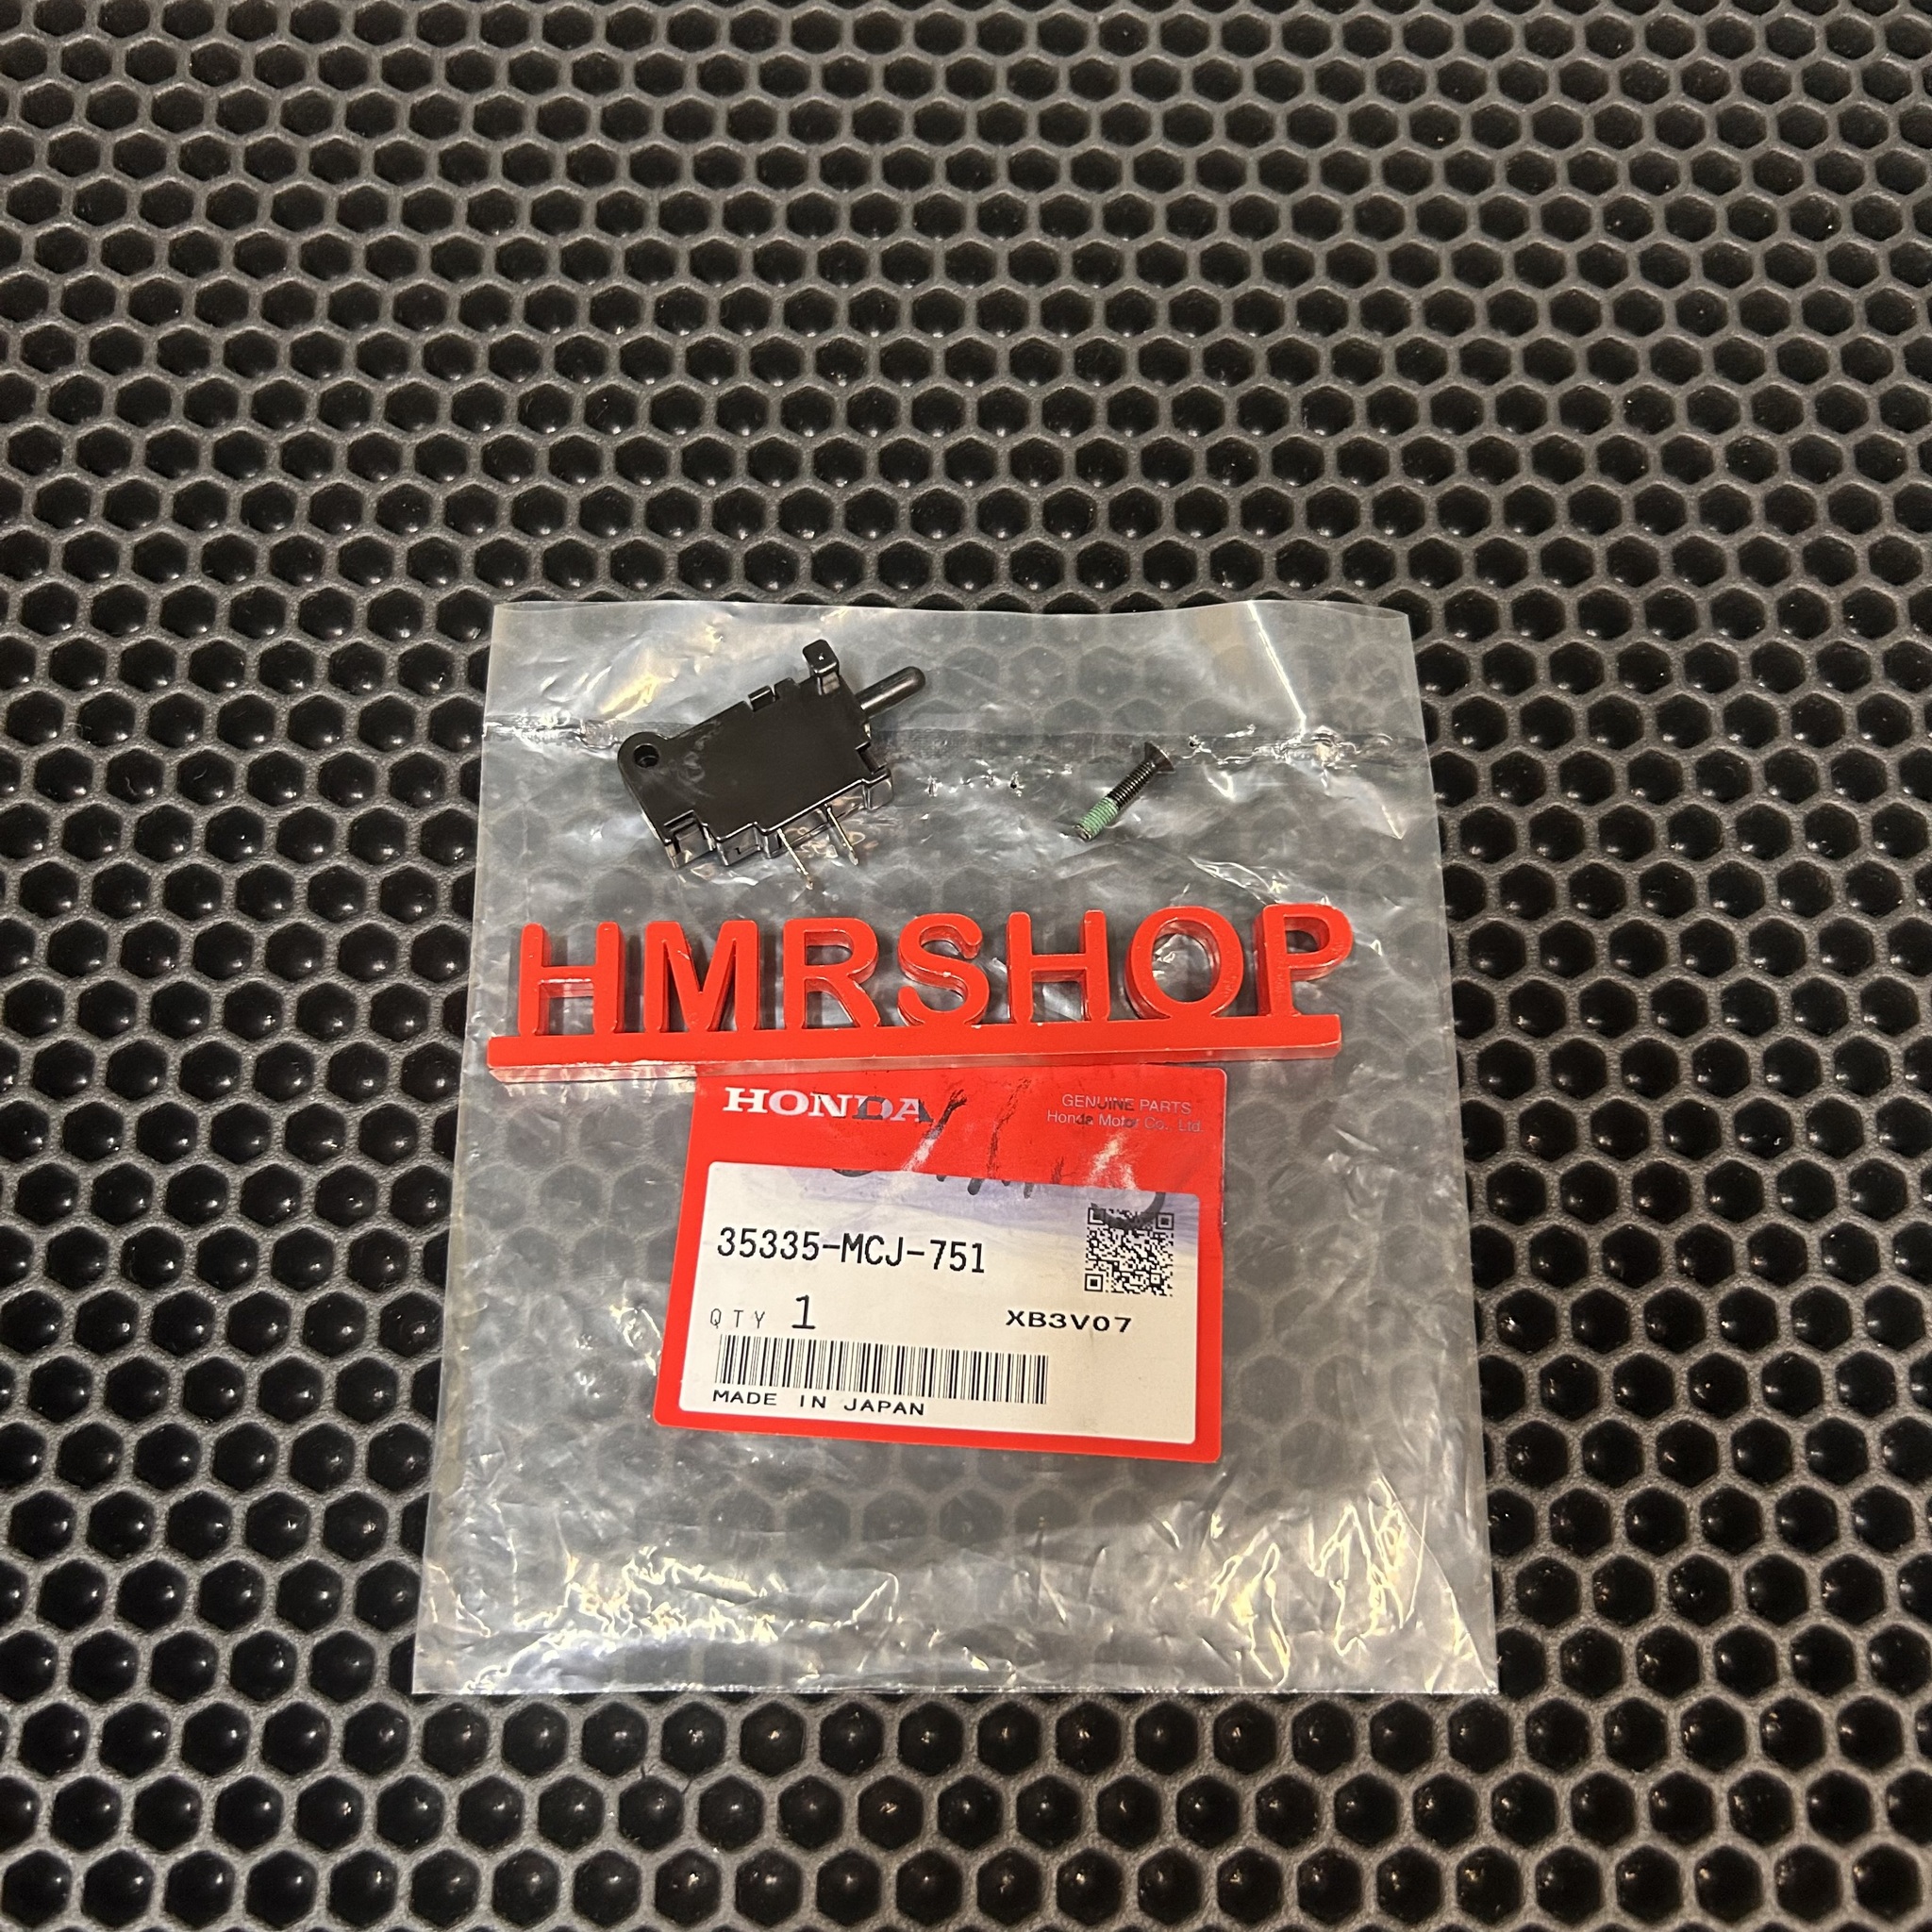 HMRSHOP
HONDA
GENUINE PARTS
Honda Motor Co., Ltd.
35335-MCJ-751
QTY 1
XB3V07
MADE IN JAPAN